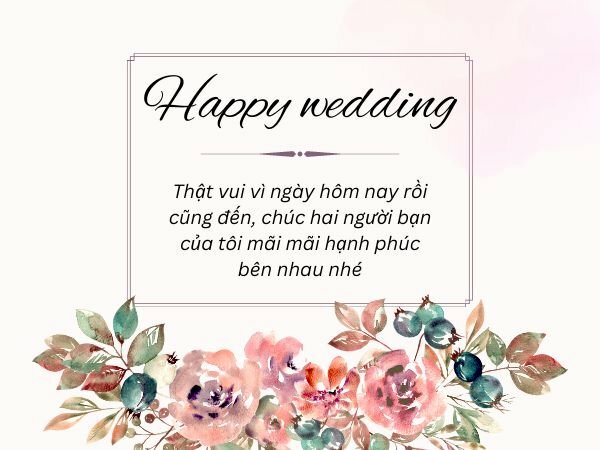 Happy wedding
Thật vui vì ngày hôm nay rồi
cũng đến, chúc hai người bạn
của tôi mãi mãi hạnh phúc
bên nhau nhé